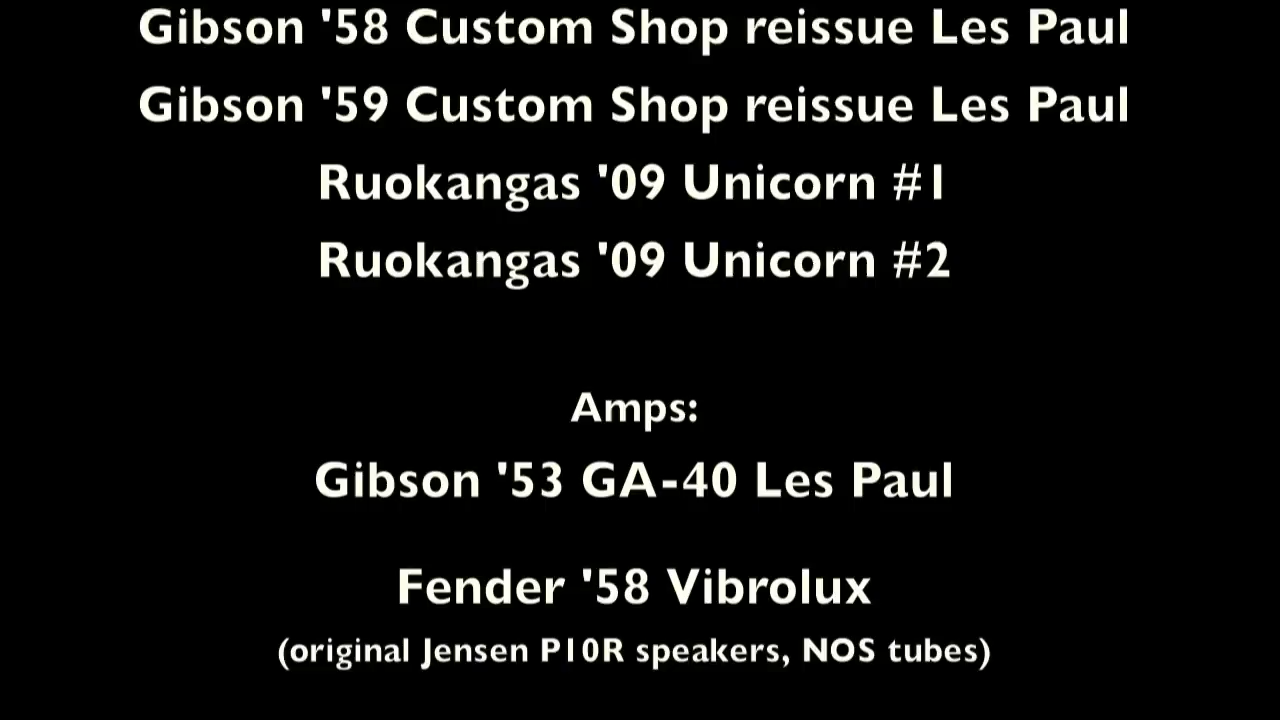 Gibson '58 Custom Shop reissue Les Paul
Gibson '59 Custom Shop reissue Les Paul
Ruokangas '09 Unicorn #1
Ruokangas '09 Unicorn #2
Amps:
Gibson '53 GA-40 Les Paul
Fender '58 Vibrolux
(original Jensen P10R speakers, NOS tubes)